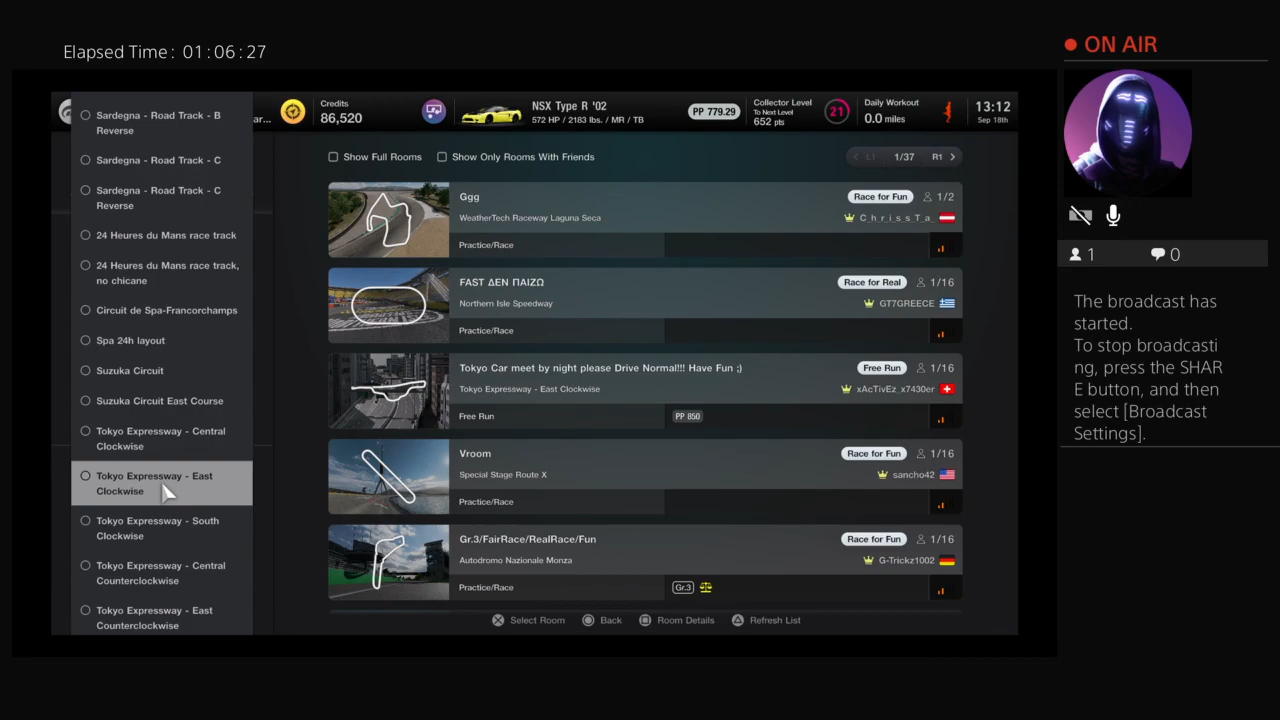 Elapsed Time: 01:06:27
ON AIR
ar...
Credits
86,520
NSX Type R '02
572 HP / 2183 lbs. / MR / TB
PP 779.29
Collector Level
To Next Level
652 pts
21
Daily Workout
0.0 miles
13:12
Sep 18th
Sardegna - Road Track - B
Reverse
Sardegna - Road Track - C
Sardegna - Road Track - C
Reverse
24 Heures du Mans race track
24 Heures du Mans race track,
no chicane
Circuit de Spa-Francorchamps
Spa 24h layout
Suzuka Circuit
Suzuka Circuit East Course
Tokyo Expressway - Central
Clockwise
Tokyo Expressway - East
Clockwise
Tokyo Expressway - South
Clockwise
Tokyo Expressway - Central
Counterclockwise
Tokyo Expressway - East
Counterclockwise
Show Full Rooms
Show Only Rooms With Friends
L1 1/37 R1
Ggg
Race for Fun 1/2
WeatherTech Raceway Laguna Seca
C_h_r_i_s_s_T_a_
Practice/Race
FAST ΔΕΝ ΠΑΙΖΩ
Race for Real 1/16
Northern Isle Speedway
GT7GREECE
Practice/Race
Tokyo Car meet by night please Drive Normal!!! Have Fun ;)
Free Run 1/16
Tokyo Expressway - East Clockwise
xAcTivEz_x7430er
Free Run
PP 850
Vroom
Race for Fun 1/16
Special Stage Route X
sancho42
Practice/Race
Gr.3/FairRace/RealRace/Fun
Race for Fun 1/16
Autodromo Nazionale Monza
G-Trickz1002
Practice/Race
Gr.3
Select Room
Back
Room Details
Refresh List
1
0
The broadcast has
started.
To stop broadcasti
ng, press the SHAR
E button, and then
select [Broadcast
Settings].